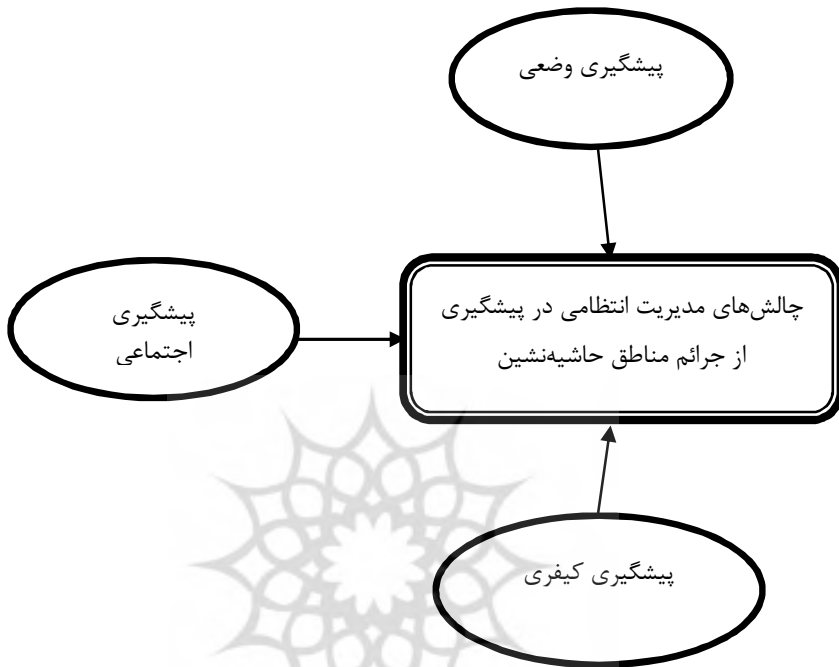 پیشگیری وضعی
چالش‌های مدیریت انتظامی در پیشگیری
از جرائم مناطق حاشیه‌نشین
پیشگیری
اجتماعی
پیشگیری کیفری